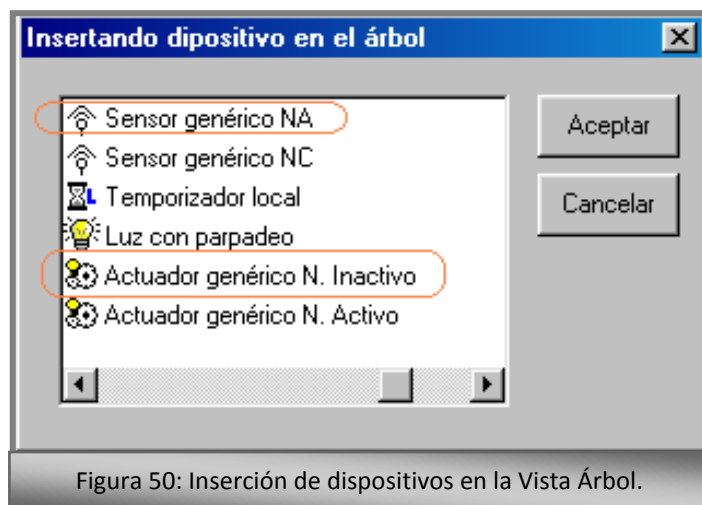 Insertando dipositivo en el árbol
Sensor genérico NA
Sensor genérico NC
Temporizador local
Luz con parpadeo
Actuador genérico N. Inactivo
Actuador genérico N. Activo
Aceptar
Cancelar
Figura 50: Inserción de dispositivos en la Vista Árbol.